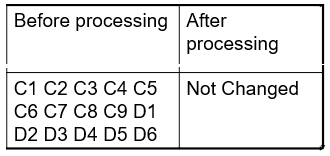 Before processing
After
processing
C1 C2 C3 C4 C5
C6 C7 C8 C9 D1
D2 D3 D4 D5 D6
Not Changed